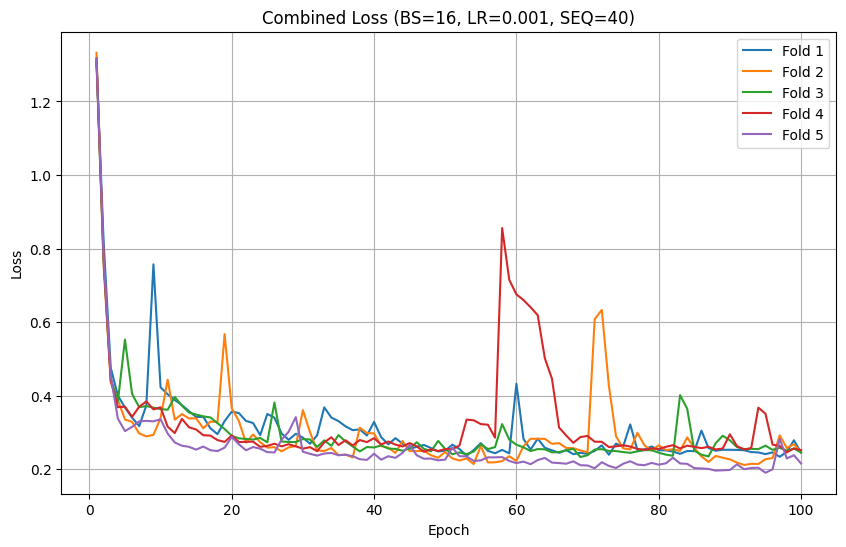 Combined Loss (BS=16, LR=0.001, SEQ=40)
Fold 1
Fold 2
Fold 3
Fold 4
Fold 5
Loss
1.2
1.0
0.8
0.6
0.4
0.2
0 20 40 60 80 100
Epoch